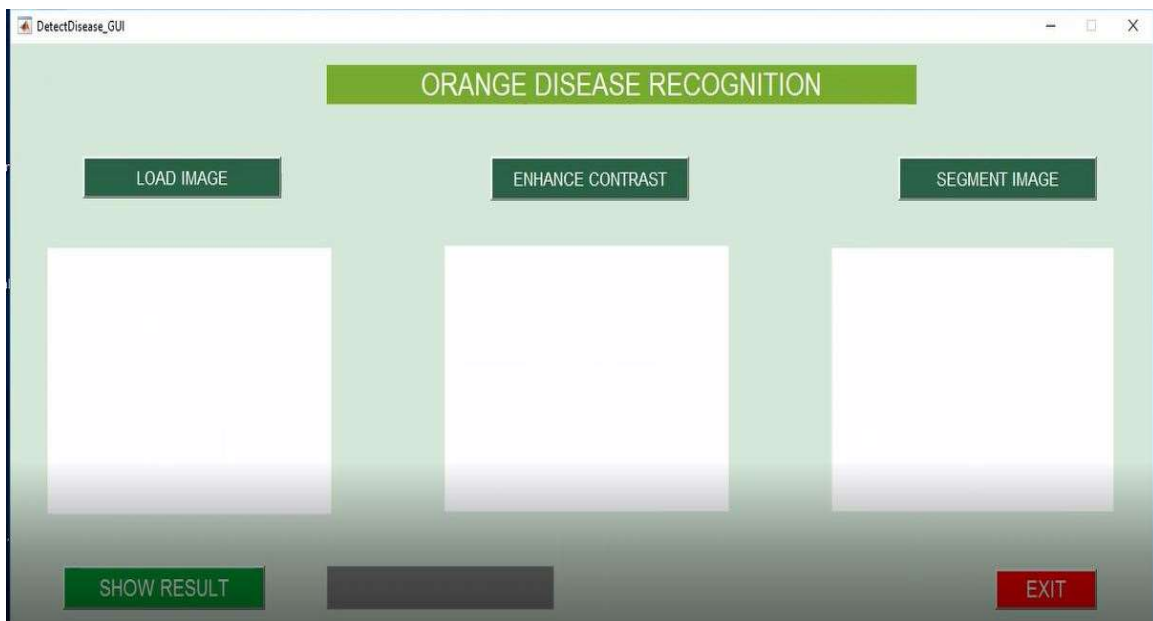 DetectDisease_GUI
ORANGE DISEASE RECOGNITION
LOAD IMAGE
ENHANCE CONTRAST
SEGMENT IMAGE
SHOW RESULT
EXIT